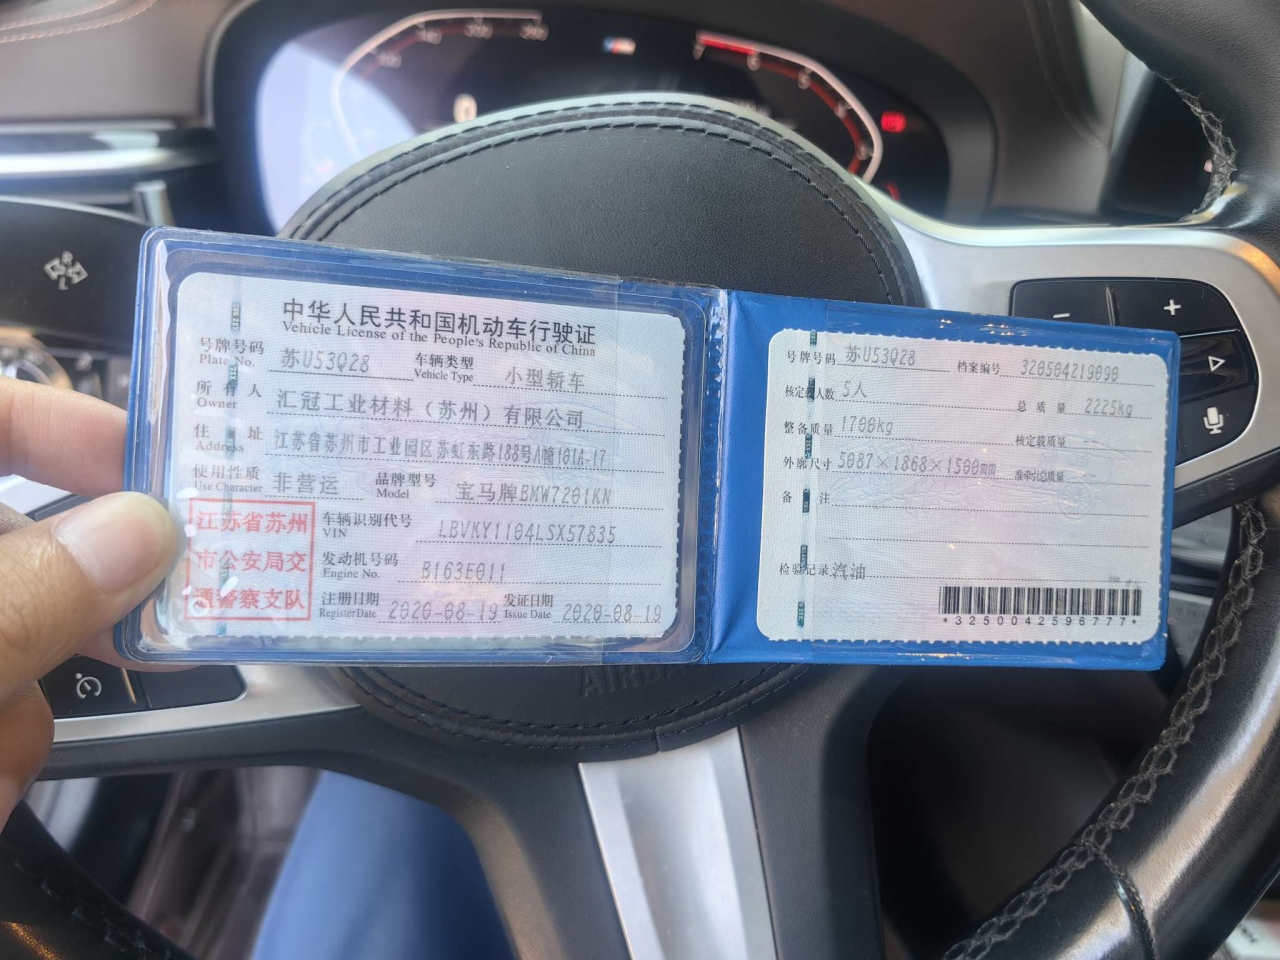 中华人民共和国机动车行驶证
Vehicle License of the People's Republic of China
号牌号码 Plate No. 苏U53Q28 车辆类型 Vehicle Type 小型轿车
所有人 Owner 汇冠工业材料（苏州）有限公司
住址 Address 江苏省苏州市工业园区苏虹东路188号A幢101A-17
使用性质 Use Character 非营运 品牌型号 Model 宝马牌BMW7201KN
江苏省苏州
市公安局交
通警察支队
车辆识别代号 VIN LBVKY1104LSX57835
发动机号码 Engine No. B163E011
注册日期 Register Date 2020-08-19 发证日期 Issue Date 2020-08-19
号牌号码 苏U53Q28 档案编号 320504219090
核定载人数 5人 总质量 2225kg
整备质量 1700kg 核定载质量
外廓尺寸 5087×1868×1500mm 准牵引总质量
备注
检验记录 汽油
*3250042596777*
AIRBA